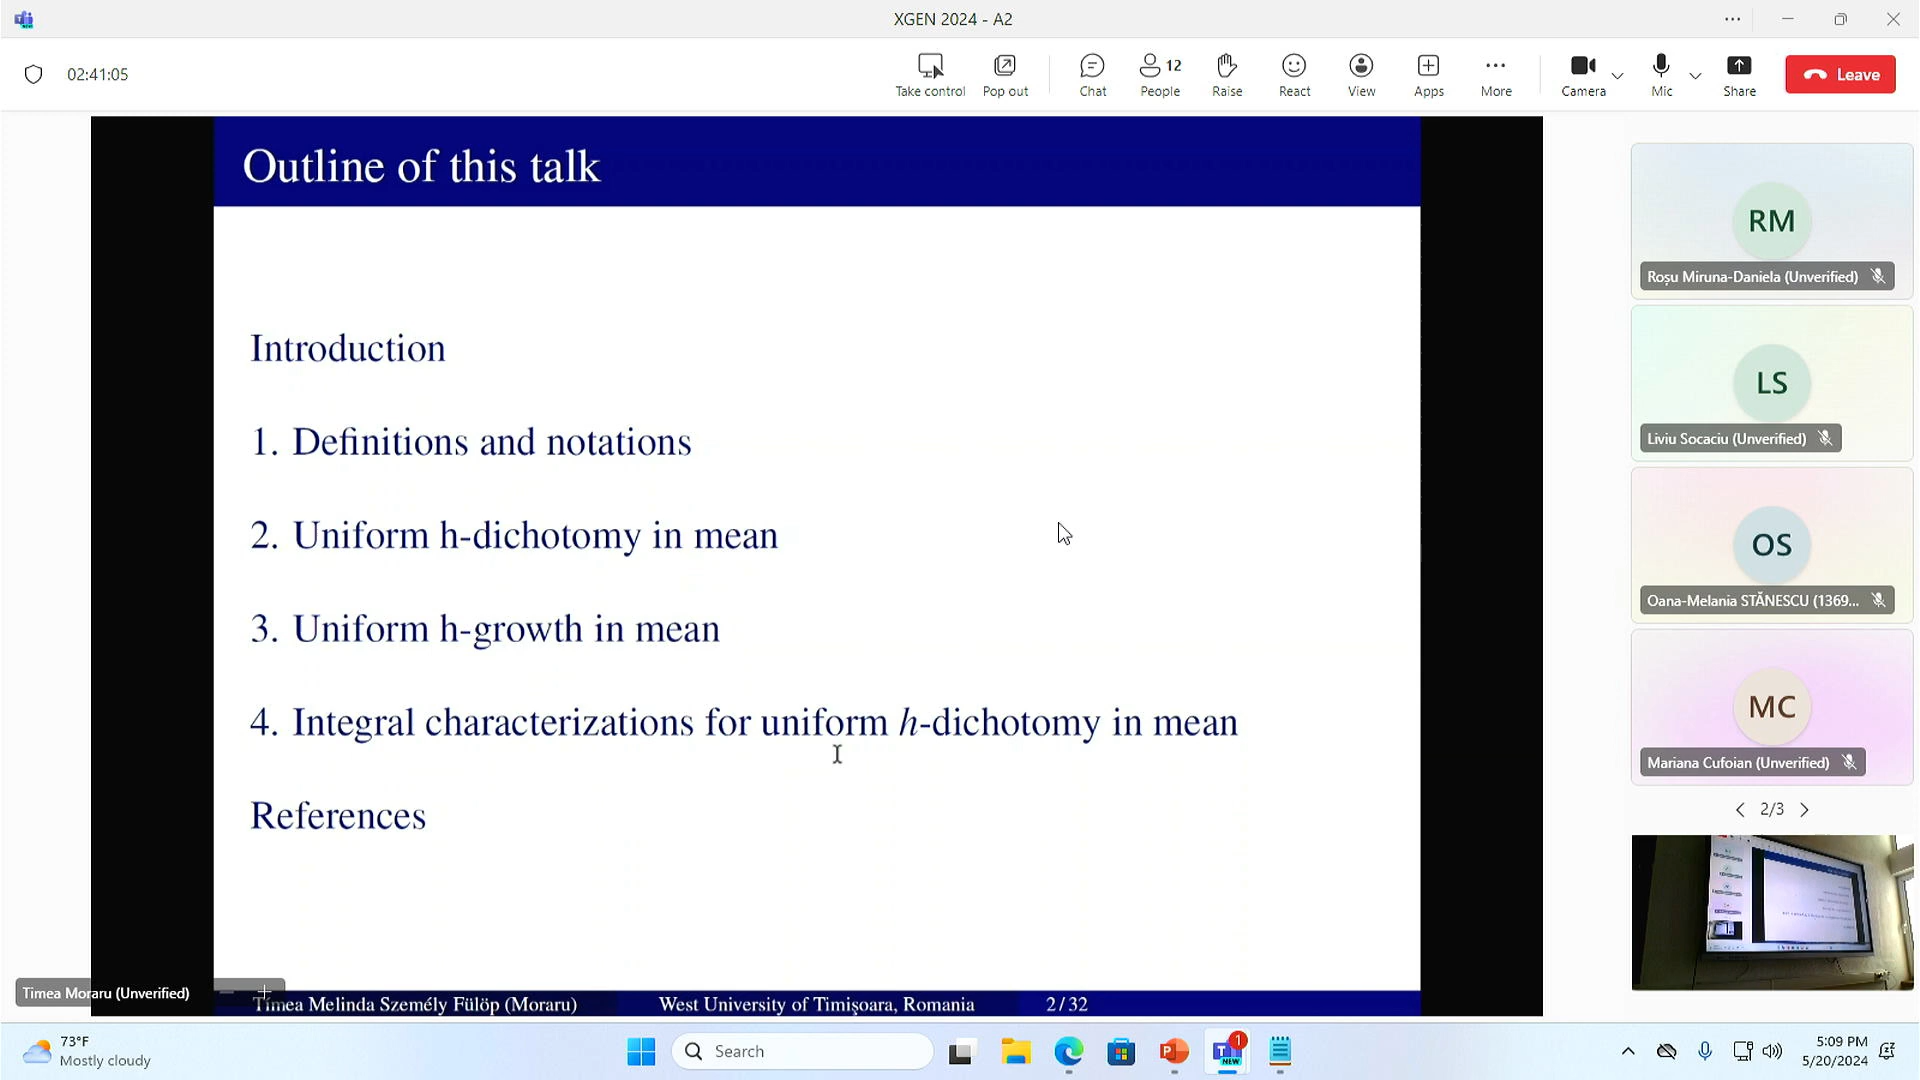 XGEN 2024 - A2
02:41:05
Take control
Pop out
Chat
12
People
Raise
React
View
Apps
More
Camera
Mic
Share
Leave
Outline of this talk
Introduction
1. Definitions and notations
2. Uniform h-dichotomy in mean
3. Uniform h-growth in mean
4. Integral characterizations for uniform h-dichotomy in mean
References
Timea Melinda Személy Fülöp (Moraru)
West University of Timişoara, Romania
2 / 32
Timea Moraru (Unverified)
RM
Roșu Miruna-Daniela (Unverified)
LS
Liviu Socaciu (Unverified)
OS
Oana-Melania STĂNESCU (1369...
MC
Mariana Cufoian (Unverified)
2/3
73°F
Mostly cloudy
Search
P
1
NEW
5:09 PM
5/20/2024